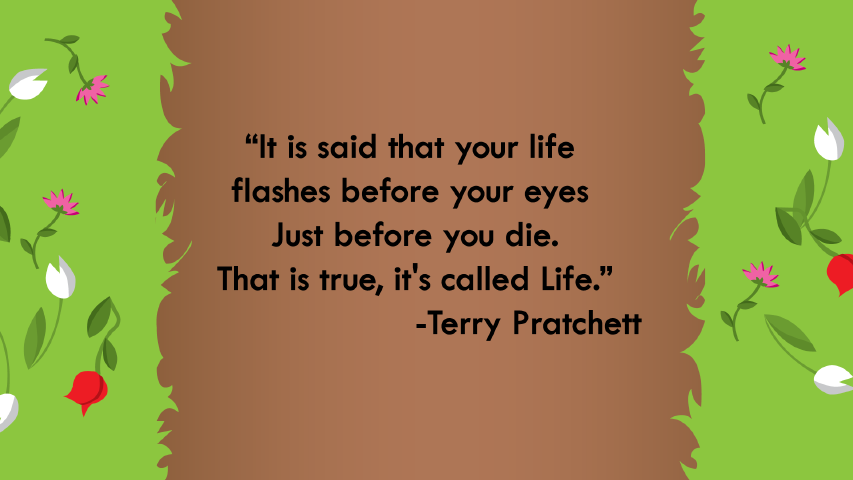 “It is said that your life
flashes before your eyes
Just before you die.
That is true, it's called Life.”
-Terry Pratchett